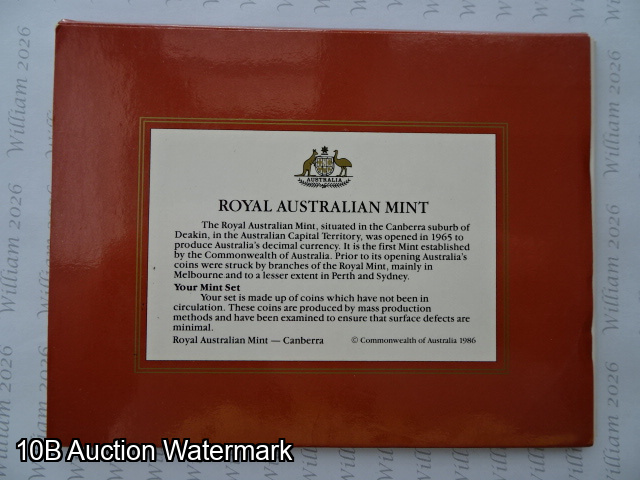 AUSTRALIA
ROYAL AUSTRALIAN MINT
The Royal Australian Mint, situated in the Canberra suburb of
Deakin, in the Australian Capital Territory, was opened in 1965 to
produce Australia's decimal currency. It is the first Mint established
by the Commonwealth of Australia. Prior to its opening Australia's
coins were struck by branches of the Royal Mint, mainly in
Melbourne and to a lesser extent in Perth and Sydney.
Your Mint Set
Your set is made up of coins which have not been in
circulation. These coins are produced by mass production
methods and have been examined to ensure that surface defects are
minimal.
Royal Australian Mint — Canberra © Commonwealth of Australia 1986
William 2026
10B Auction Watermark